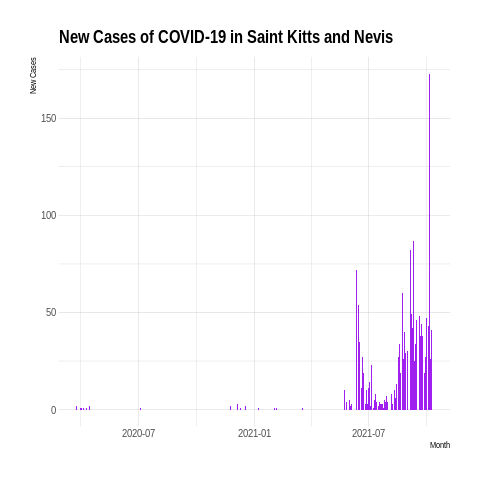 New Cases of COVID-19 in Saint Kitts and Nevis
New Cases
150
100
50
0
2020-07
2021-01
2021-07
Month